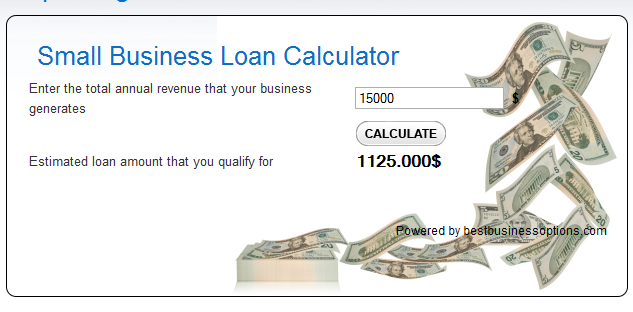 Small Business Loan Calculator
Enter the total annual revenue that your business
generates
15000 $
CALCULATE
Estimated loan amount that you qualify for
1125.000$
Powered by bestbusinessoptions.com